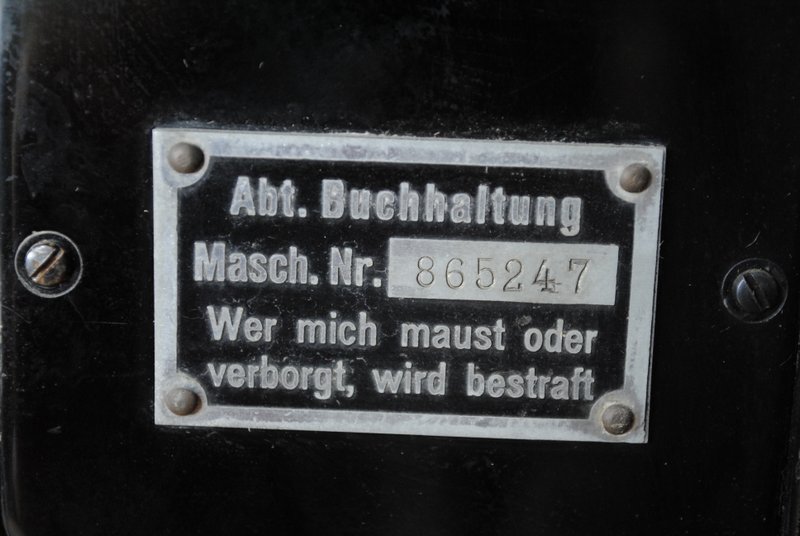 Abt. Buchhaltung
Masch. Nr. 865247
Wer mich maust oder
verborgt, wird bestraft